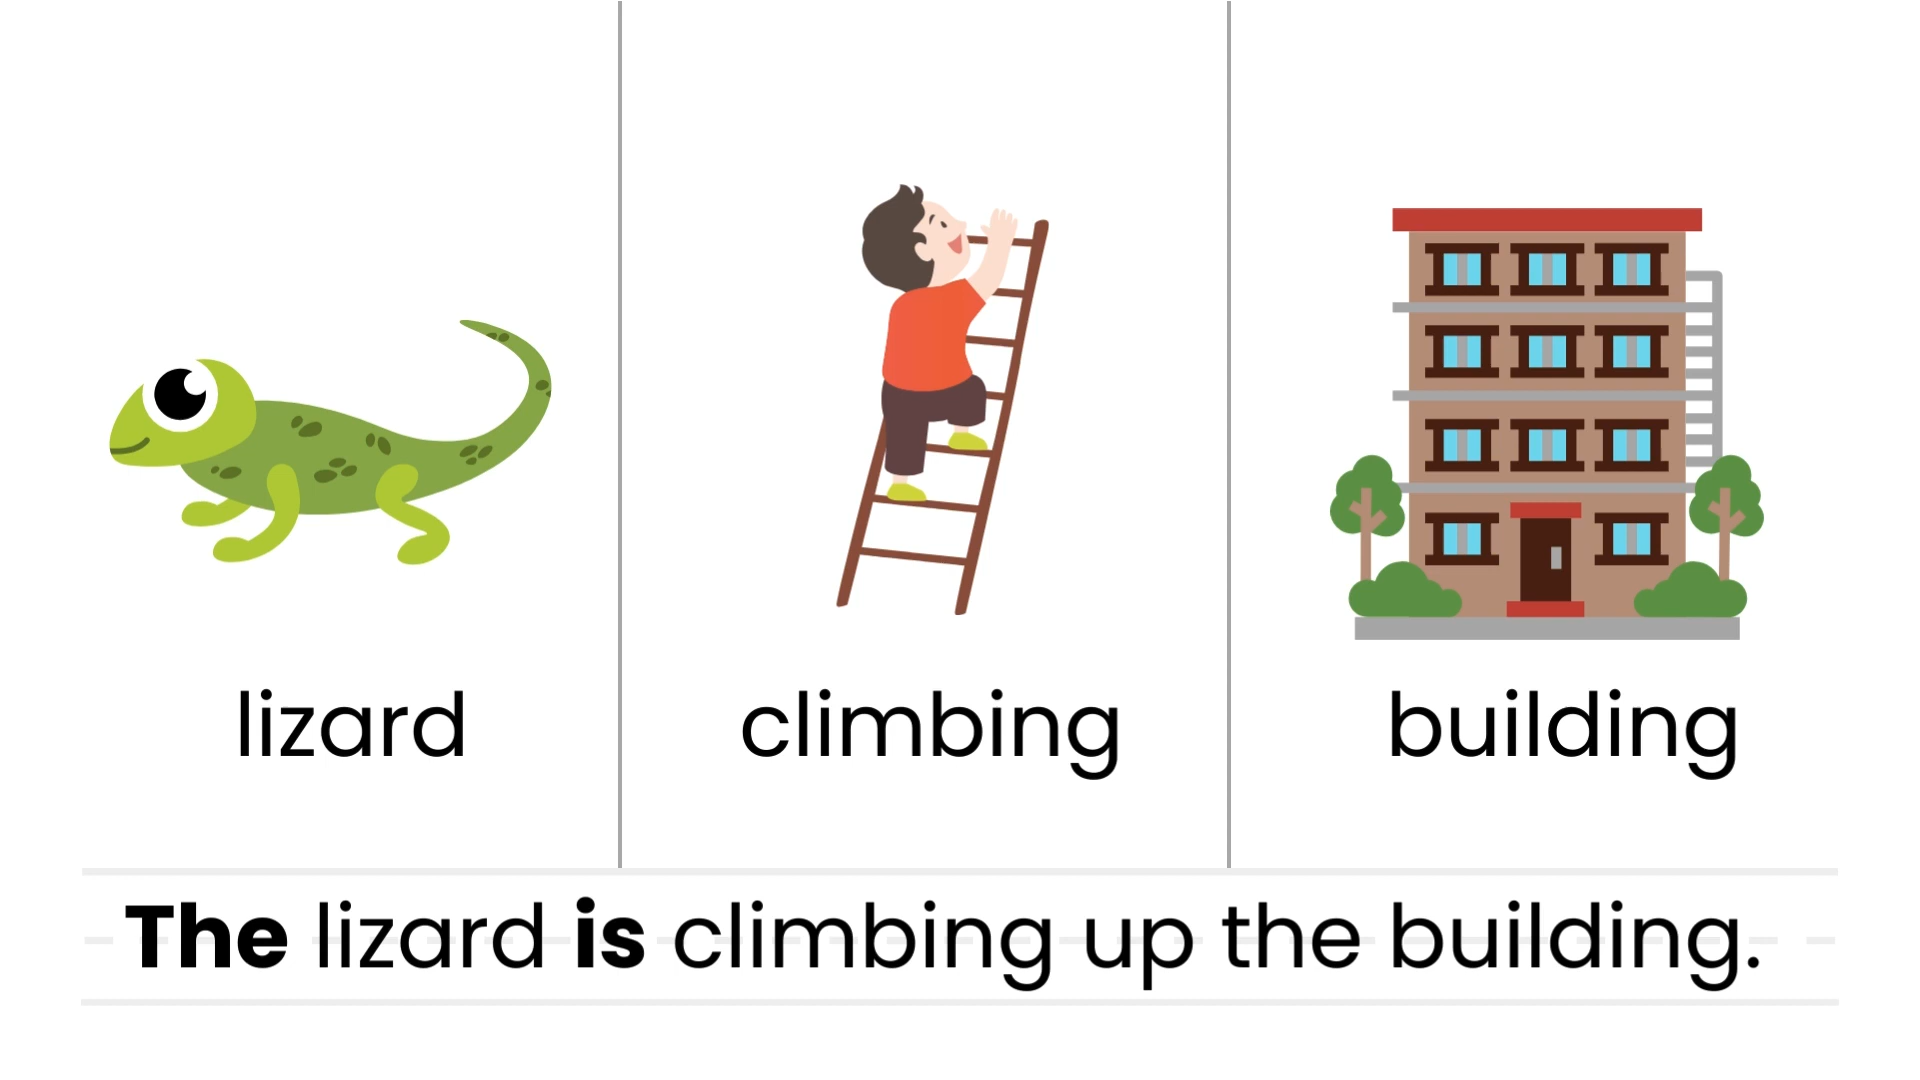 lizard
climbing
building
The lizard is climbing up the building.